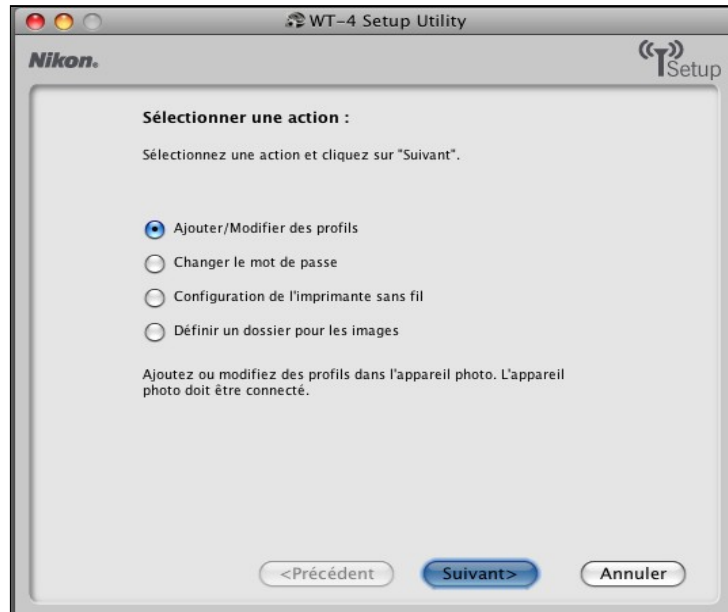 WT-4 Setup Utility
Nikon®
Setup
Sélectionner une action :
Sélectionnez une action et cliquez sur "Suivant".
Ajouter/Modifier des profils
Changer le mot de passe
Configuration de l'imprimante sans fil
Définir un dossier pour les images
Ajoutez ou modifiez des profils dans l'appareil photo. L'appareil
photo doit être connecté.
<Précédent
Suivant>
Annuler